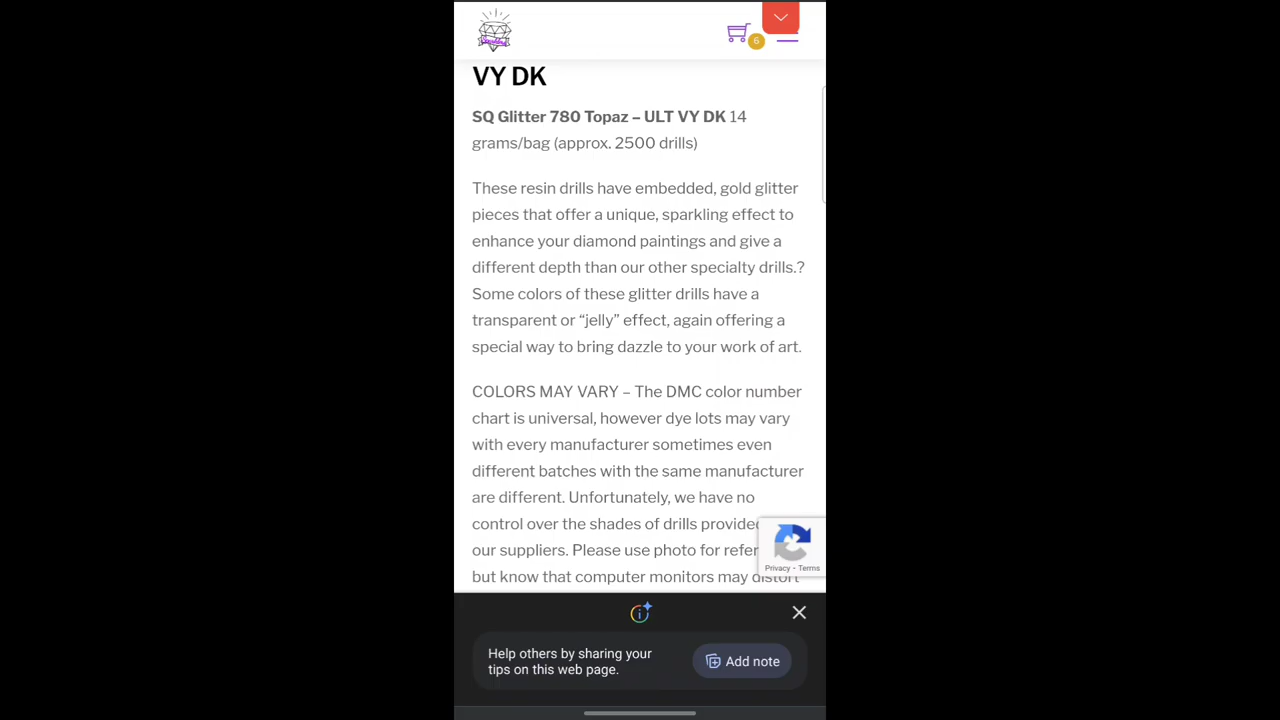 6
VY DK
SQ Glitter 780 Topaz – ULT VY DK 14
grams/bag (approx. 2500 drills)
These resin drills have embedded, gold glitter
pieces that offer a unique, sparkling effect to
enhance your diamond paintings and give a
different depth than our other specialty drills.?
Some colors of these glitter drills have a
transparent or “jelly” effect, again offering a
special way to bring dazzle to your work of art.
COLORS MAY VARY – The DMC color number
chart is universal, however dye lots may vary
with every manufacturer sometimes even
different batches with the same manufacturer
are different. Unfortunately, we have no
control over the shades of drills provided
our suppliers. Please use photo for refer
but know that computer monitors may distort
Privacy - Terms
Help others by sharing your
tips on this web page.
Add note